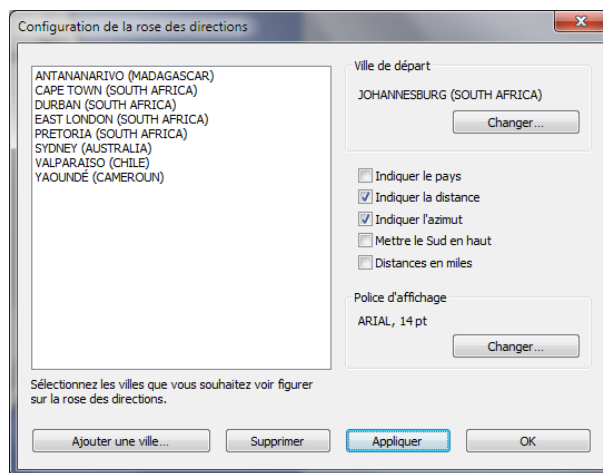 Configuration de la rose des directions
ANTANANARIVO (MADAGASCAR)
CAPE TOWN (SOUTH AFRICA)
DURBAN (SOUTH AFRICA)
EAST LONDON (SOUTH AFRICA)
PRETORIA (SOUTH AFRICA)
SYDNEY (AUSTRALIA)
VALPARAISO (CHILE)
YAOUNDÉ (CAMEROUN)
Sélectionnez les villes que vous souhaitez voir figurer
sur la rose des directions.
Ville de départ
JOHANNESBURG (SOUTH AFRICA)
Changer...
Indiquer le pays
Indiquer la distance
Indiquer l'azimut
Mettre le Sud en haut
Distances en miles
Police d'affichage
ARIAL, 14 pt
Changer...
Ajouter une ville...
Supprimer
Appliquer
OK